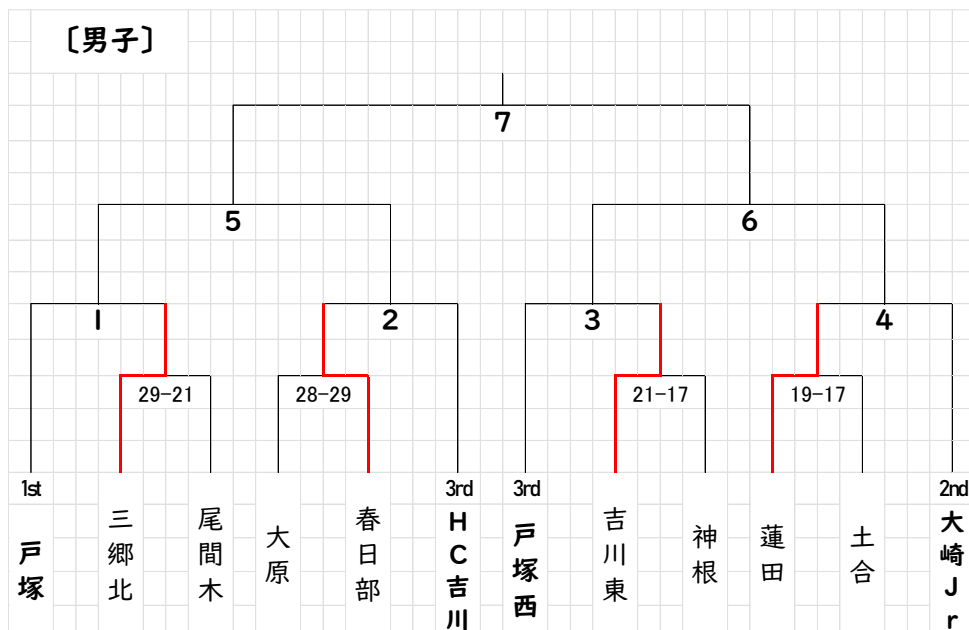 〔男子〕
7
5
6
1
2
3
4
29-21
28-29
21-17
19-17
1st
3rd
3rd
2nd
戸塚
三郷北
尾間木
大原
春日部
HC吉川
戸塚西
吉川東
神根
蓮田
土合
大崎Jr